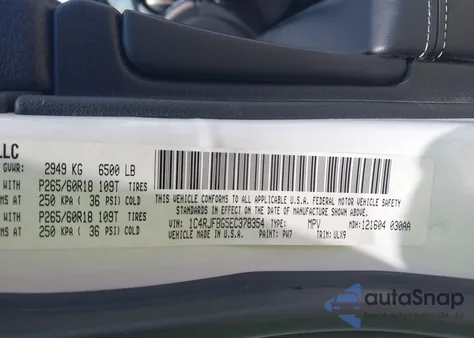 LLC
GVWR: 2949 KG 6500 LB
WITH P265/60R18 109T TIRES
AT 250 KPA ( 36 PSI) COLD
WITH P265/60R18 109T TIRES
AT 250 KPA ( 36 PSI) COLD
THIS VEHICLE CONFORMS TO ALL APPLICABLE U.S.A. FEDERAL MOTOR VEHICLE SAFETY
STANDARDS IN EFFECT ON THE DATE OF MANUFACTURE SHOWN ABOVE.
VIN: 1C4RJFBG5EC378354 TYPE: MPV MDH: 121604 030AA
VEHICLE MADE IN U.S.A. PAINT: PW7 TRIM: ULX9
autoSnap